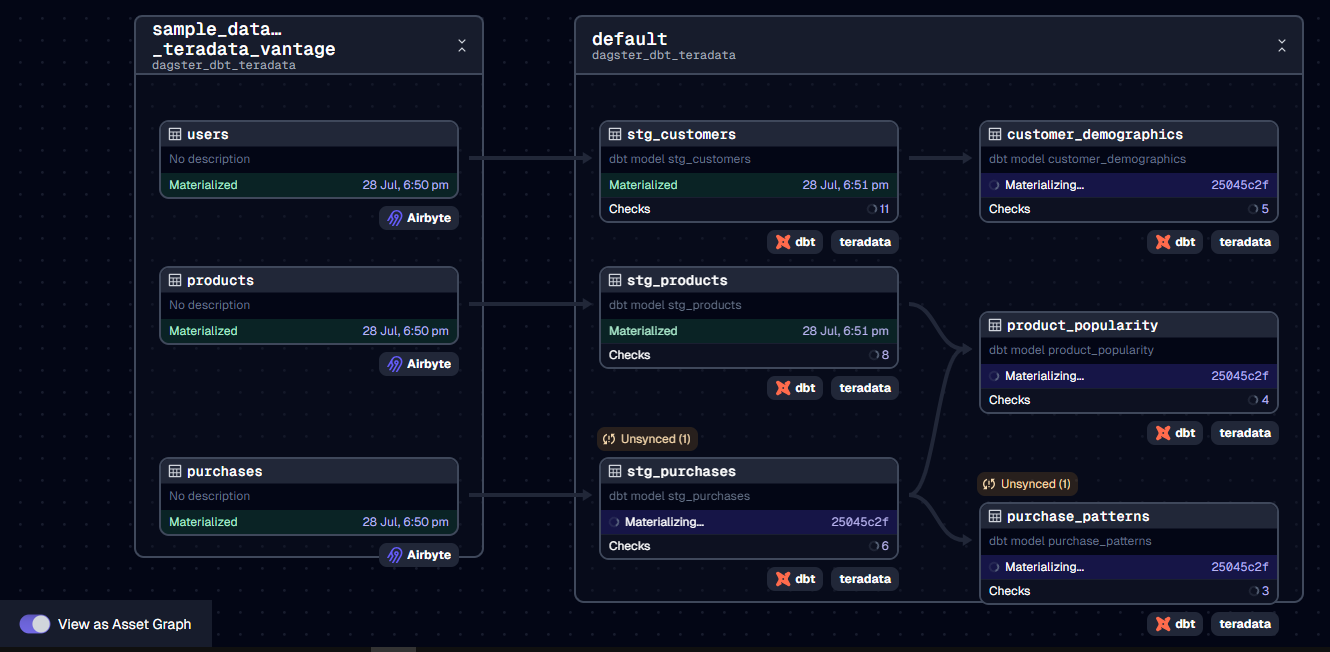 sample_data…
_teradata_vantage
dagster_dbt_teradata
users
No description
Materialized 28 Jul, 6:50 pm
Airbyte
products
No description
Materialized 28 Jul, 6:50 pm
Airbyte
purchases
No description
Materialized 28 Jul, 6:50 pm
Airbyte
default
dagster_dbt_teradata
stg_customers
dbt model stg_customers
Materialized 28 Jul, 6:51 pm
Checks 11
dbt teradata
stg_products
dbt model stg_products
Materialized 28 Jul, 6:51 pm
Checks 8
dbt teradata
Unsynced (1)
stg_purchases
dbt model stg_purchases
Materializing... 25045c2f
Checks 6
dbt teradata
customer_demographics
dbt model customer_demographics
Materializing... 25045c2f
Checks 5
dbt teradata
product_popularity
dbt model product_popularity
Materializing... 25045c2f
Checks 4
dbt teradata
Unsynced (1)
purchase_patterns
dbt model purchase_patterns
Materializing... 25045c2f
Checks 3
dbt teradata
View as Asset Graph